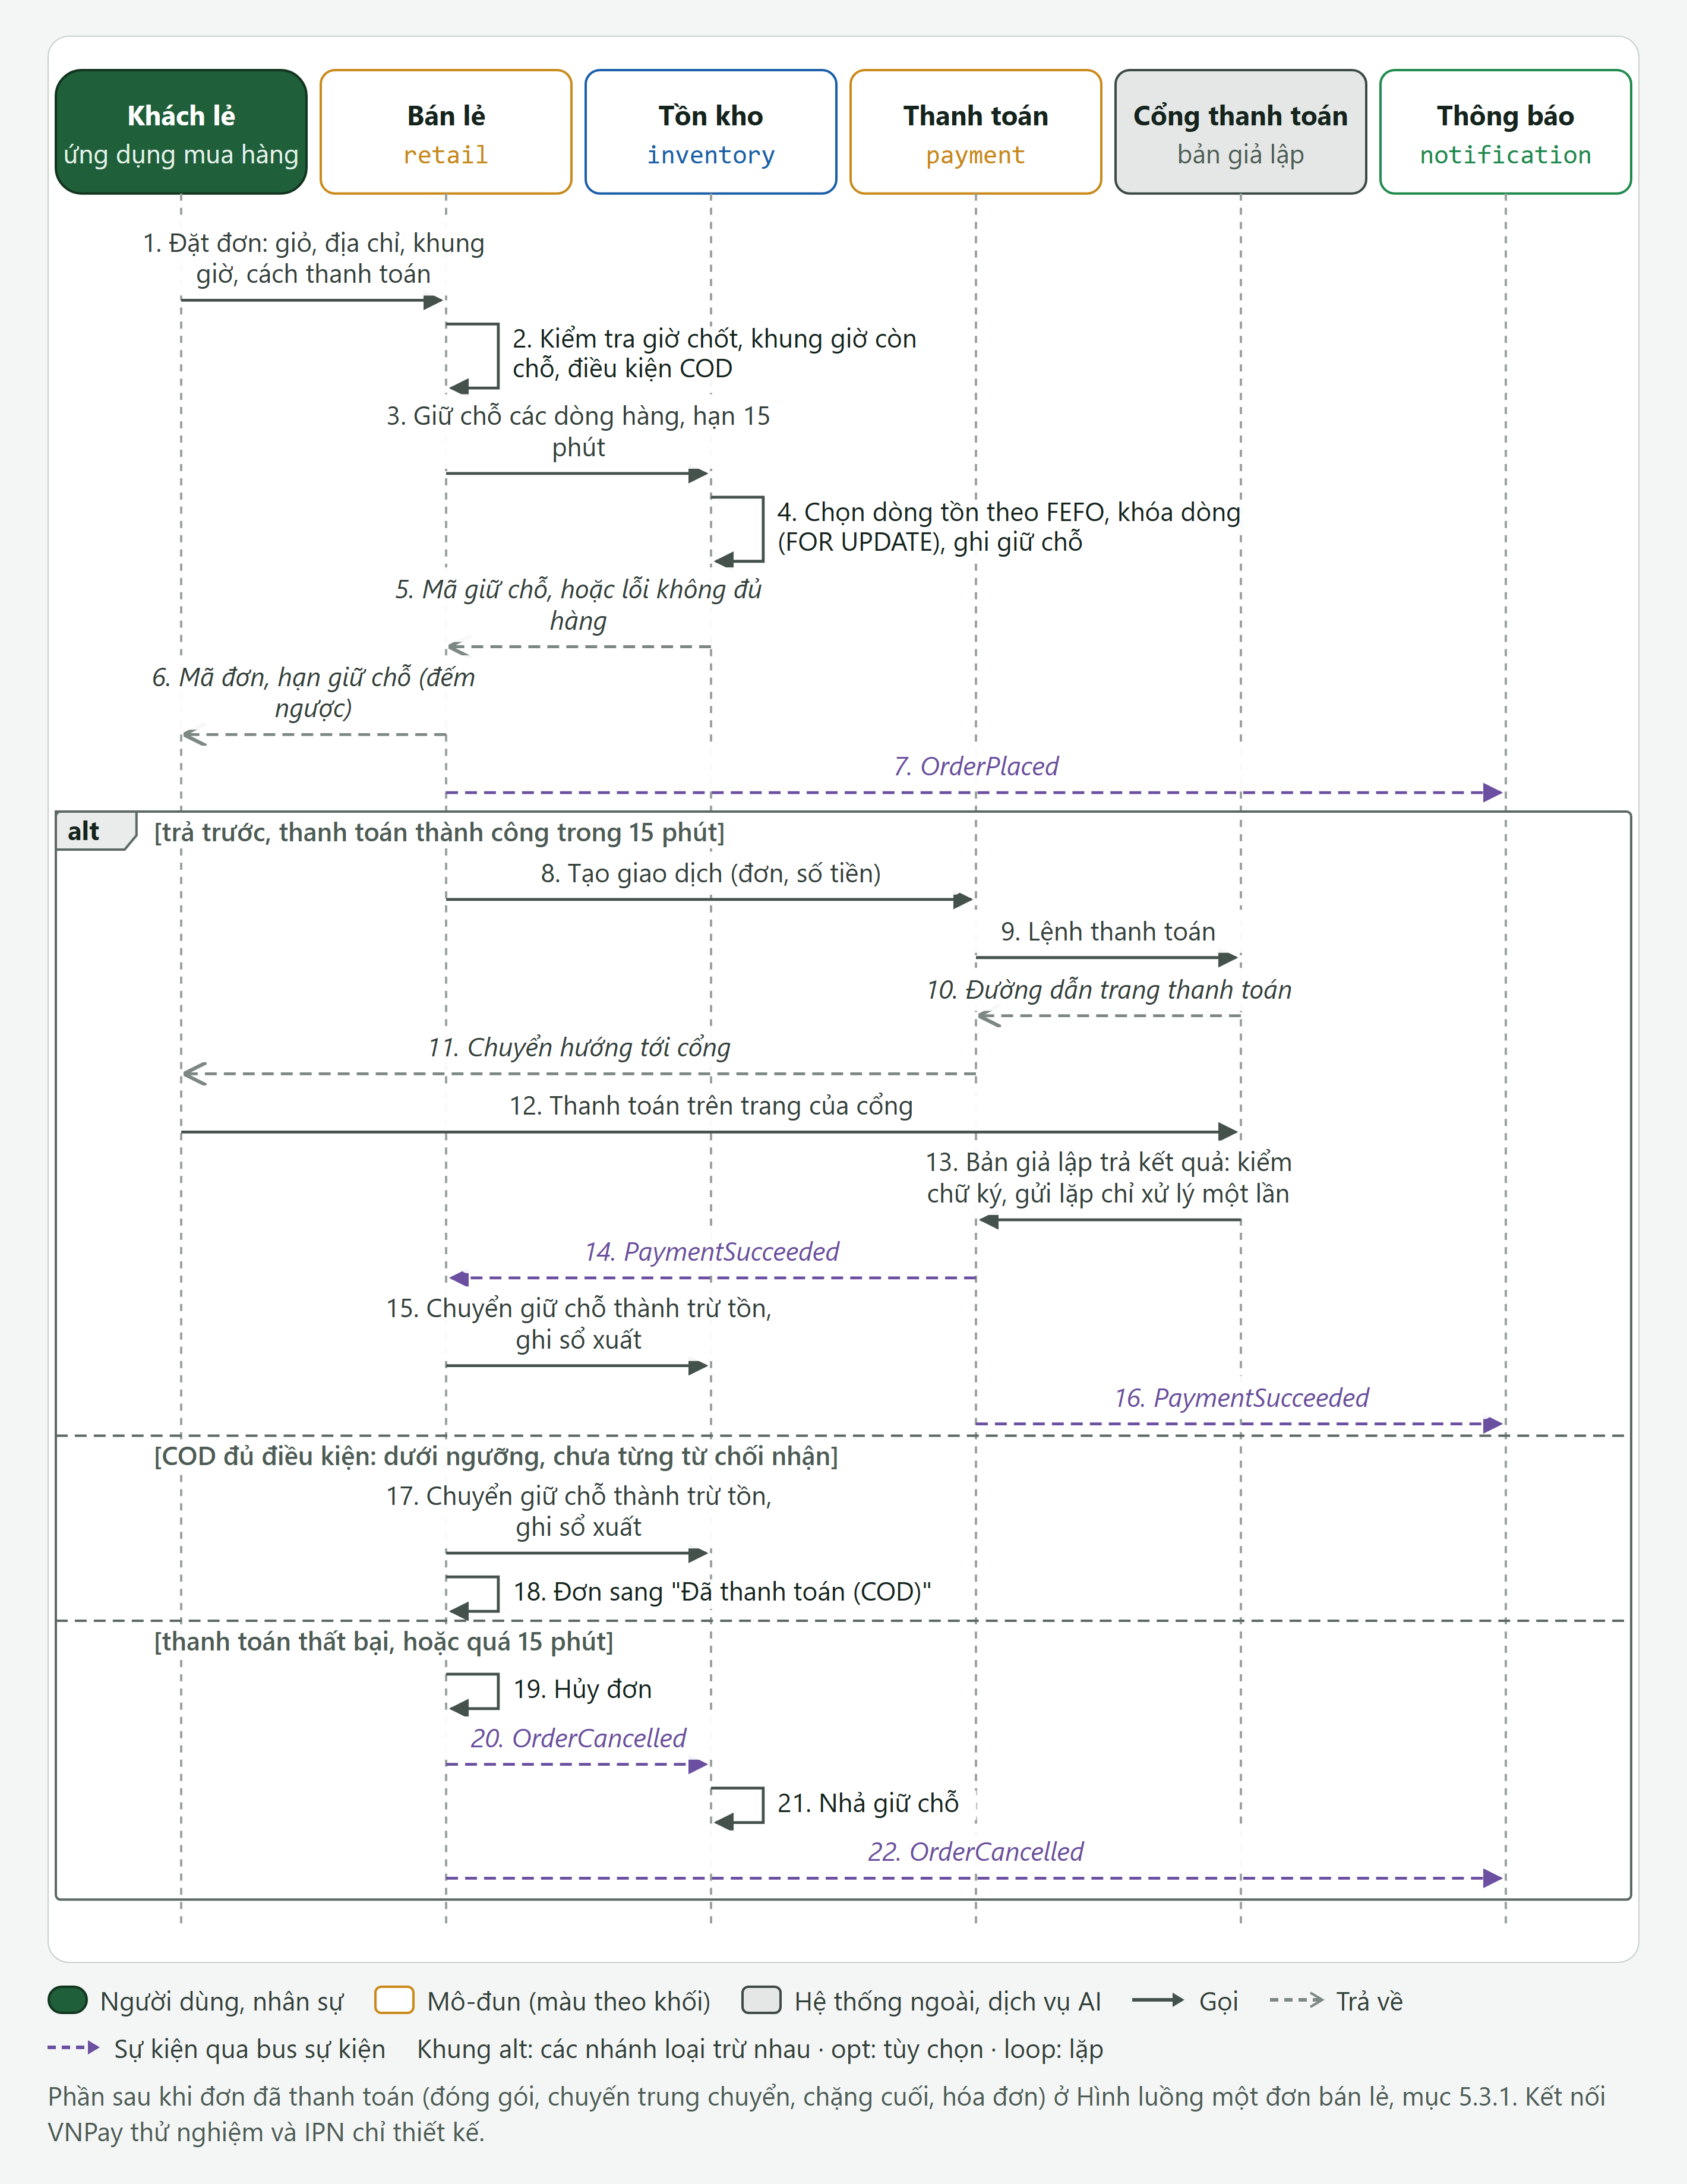 Khách lẻ
ứng dụng mua hàng
Bán lẻ
retail
Tồn kho
inventory
Thanh toán
payment
Cổng thanh toán
bản giả lập
Thông báo
notification
1. Đặt đơn: giỏ, địa chỉ, khung
giờ, cách thanh toán
2. Kiểm tra giờ chốt, khung giờ còn
chỗ, điều kiện COD
3. Giữ chỗ các dòng hàng, hạn 15
phút
4. Chọn dòng tồn theo FEFO, khóa dòng
(FOR UPDATE), ghi giữ chỗ
5. Mã giữ chỗ, hoặc lỗi không đủ
hàng
6. Mã đơn, hạn giữ chỗ (đếm
ngược)
7. OrderPlaced
alt
[trả trước, thanh toán thành công trong 15 phút]
8. Tạo giao dịch (đơn, số tiền)
9. Lệnh thanh toán
10. Đường dẫn trang thanh toán
11. Chuyển hướng tới cổng
12. Thanh toán trên trang của cổng
13. Bản giả lập trả kết quả: kiểm
chữ ký, gửi lặp chỉ xử lý một lần
14. PaymentSucceeded
15. Chuyển giữ chỗ thành trừ tồn,
ghi sổ xuất
16. PaymentSucceeded
[COD đủ điều kiện: dưới ngưỡng, chưa từng từ chối nhận]
17. Chuyển giữ chỗ thành trừ tồn,
ghi sổ xuất
18. Đơn sang "Đã thanh toán (COD)"
[thanh toán thất bại, hoặc quá 15 phút]
19. Hủy đơn
20. OrderCancelled
21. Nhả giữ chỗ
22. OrderCancelled
Người dùng, nhân sự
Mô-đun (màu theo khối)
Hệ thống ngoài, dịch vụ AI
Gọi
Trả về
Sự kiện qua bus sự kiện
Khung alt: các nhánh loại trừ nhau · opt: tùy chọn · loop: lặp
Phần sau khi đơn đã thanh toán (đóng gói, chuyến trung chuyển, chặng cuối, hóa đơn) ở Hình luồng một đơn bán lẻ, mục 5.3.1. Kết nối
VNPay thử nghiệm và IPN chỉ thiết kế.